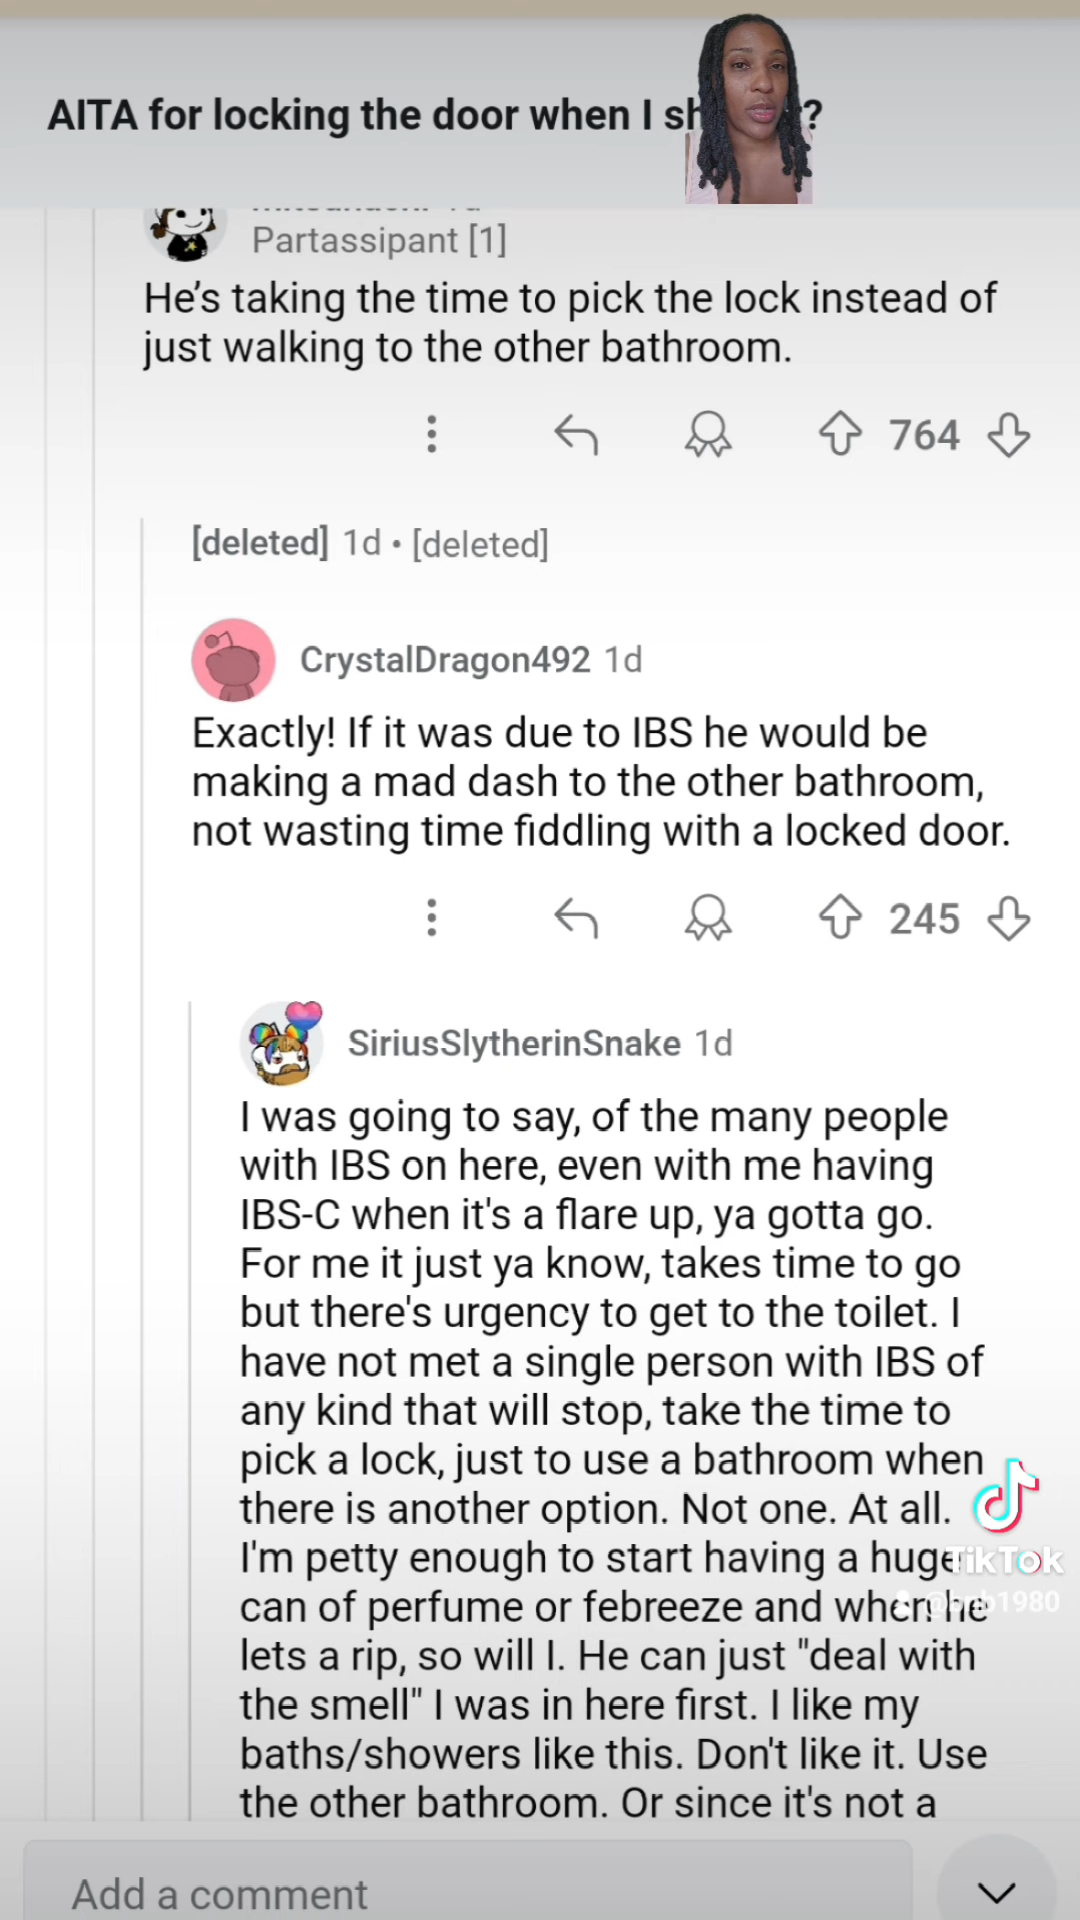 AITA for locking the door when I sh ?
Partassipant [1]
He's taking the time to pick the lock instead of
just walking to the other bathroom.
764
[deleted] 1d • [deleted]
CrystalDragon492 1d
Exactly! If it was due to IBS he would be
making a mad dash to the other bathroom,
not wasting time fiddling with a locked door.
245
SiriusSlytherinSnake 1d
I was going to say, of the many people
with IBS on here, even with me having
IBS-C when it's a flare up, ya gotta go.
For me it just ya know, takes time to go
but there's urgency to get to the toilet. I
have not met a single person with IBS of
any kind that will stop, take the time to
pick a lock, just to use a bathroom when
there is another option. Not one. At all.
I'm petty enough to start having a huge
TikTok
can of perfume or febreeze and when he
lets a rip, so will I. He can just "deal with
the smell" I was in here first. I like my
baths/showers like this. Don't like it. Use
the other bathroom. Or since it's not a
Add a comment